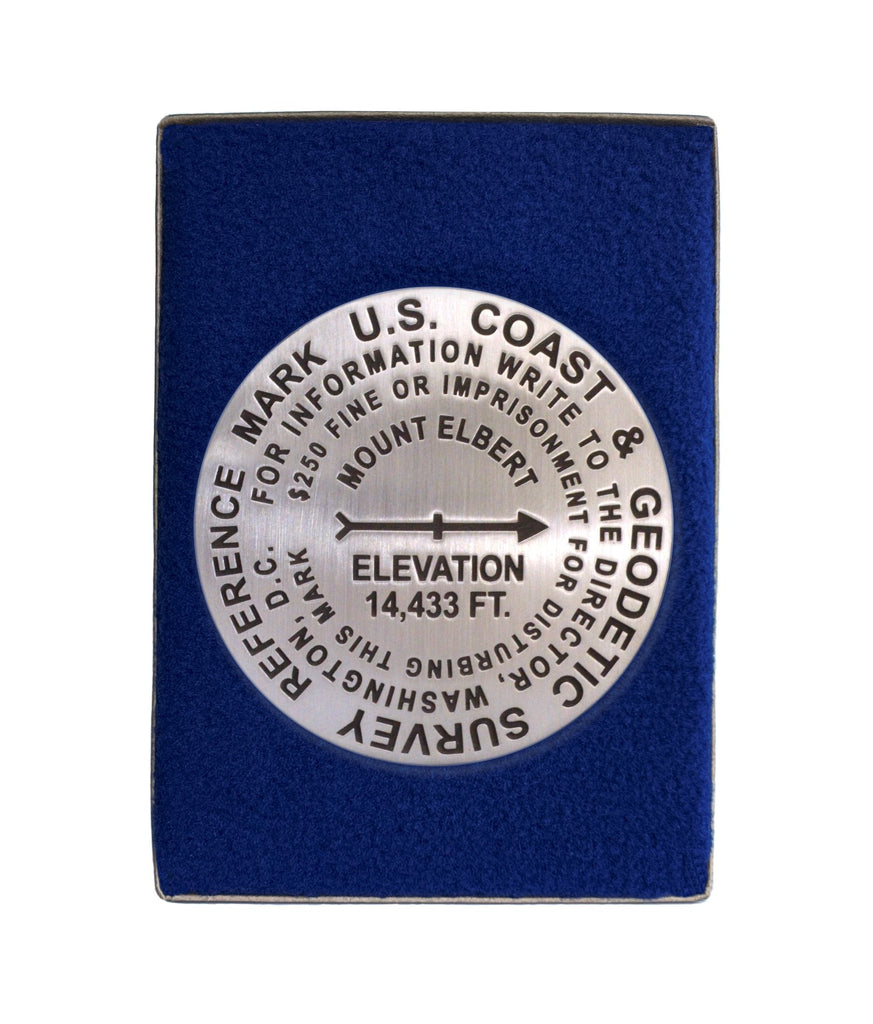 U.S. COAST & GEODETIC SURVEY REFERENCE MARK
FOR INFORMATION WRITE TO THE DIRECTOR, WASHINGTON, D.C.
$250 FINE OR IMPRISONMENT FOR DISTURBING THIS MARK
MOUNT ELBERT
ELEVATION
14,433 FT.